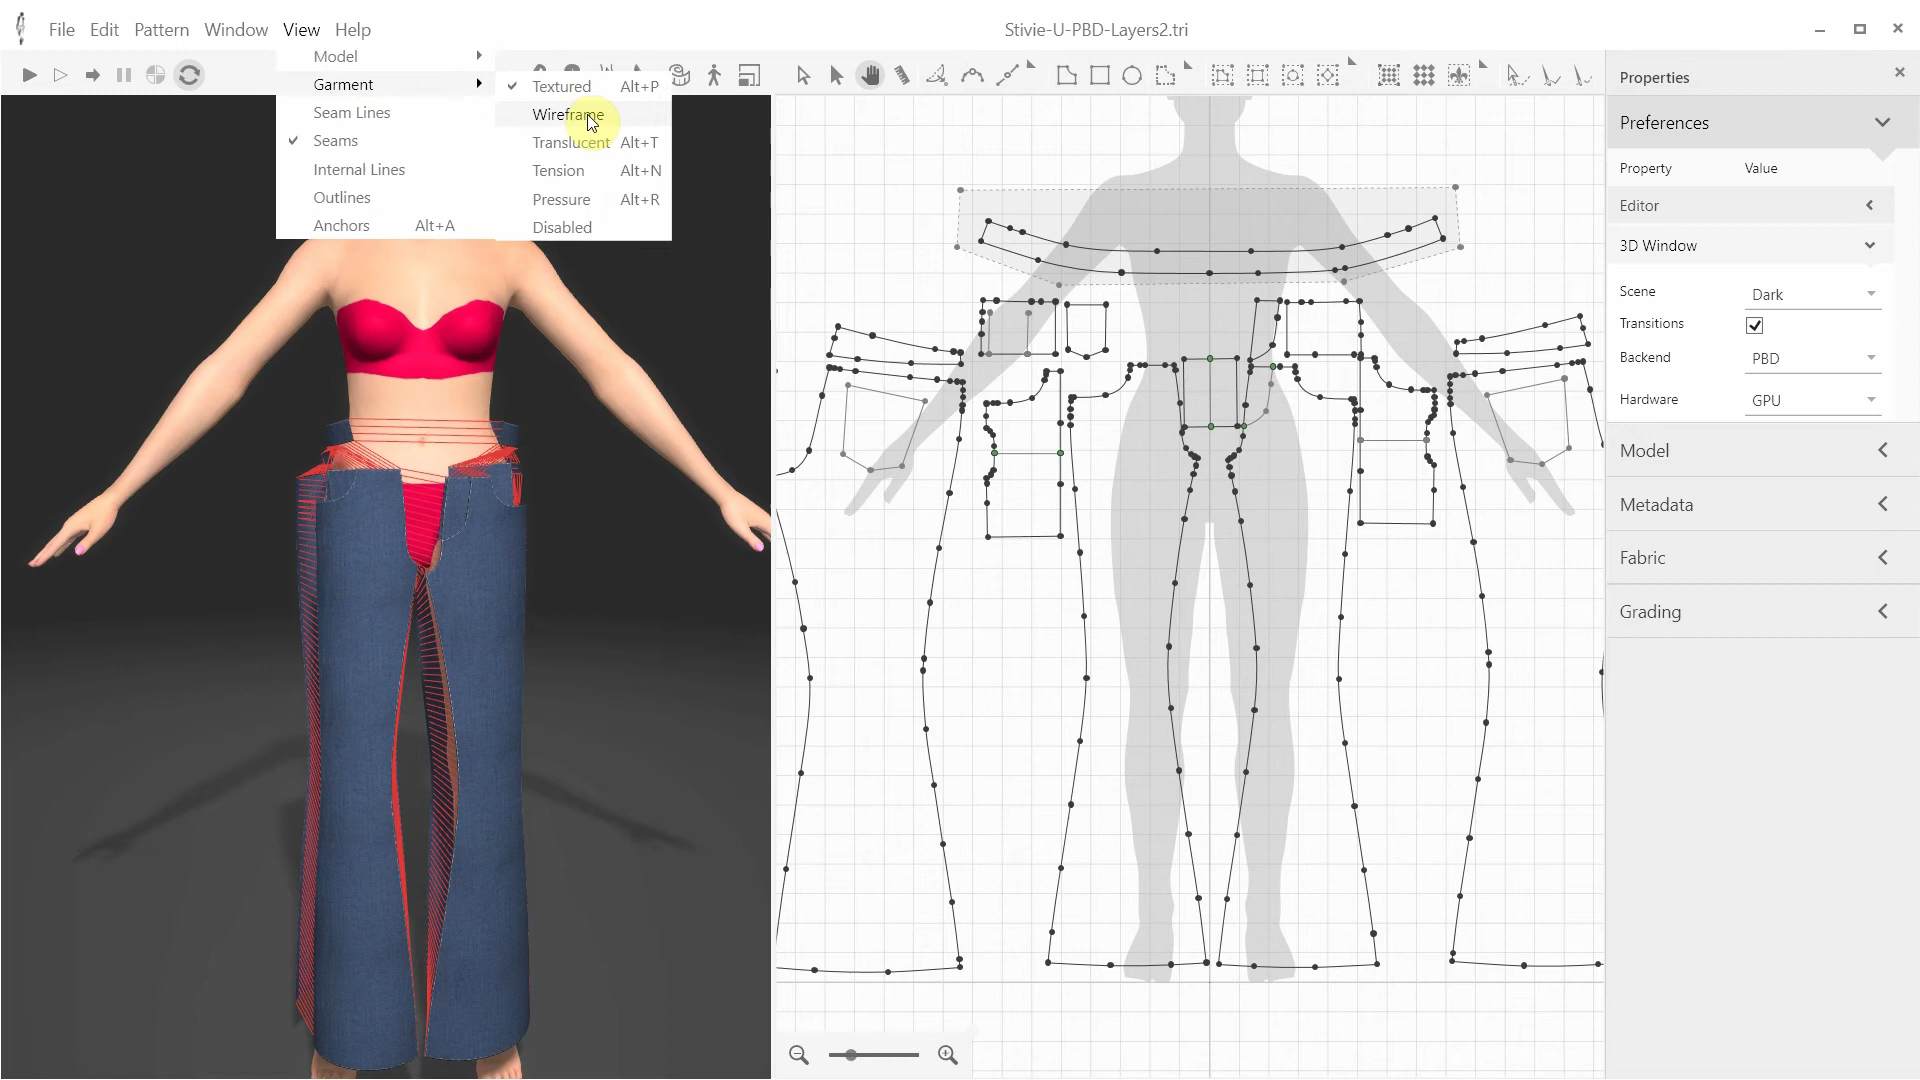 File Edit Pattern Window View Help
Stivie-U-PBD-Layers2.tri
Model
Garment
Seam Lines
Seams
Internal Lines
Outlines
Anchors Alt+A
Textured Alt+P
Wireframe
Translucent Alt+T
Tension Alt+N
Pressure Alt+R
Disabled
Properties
Preferences
Property Value
Editor
3D Window
Scene Dark
Transitions
Backend PBD
Hardware GPU
Model
Metadata
Fabric
Grading